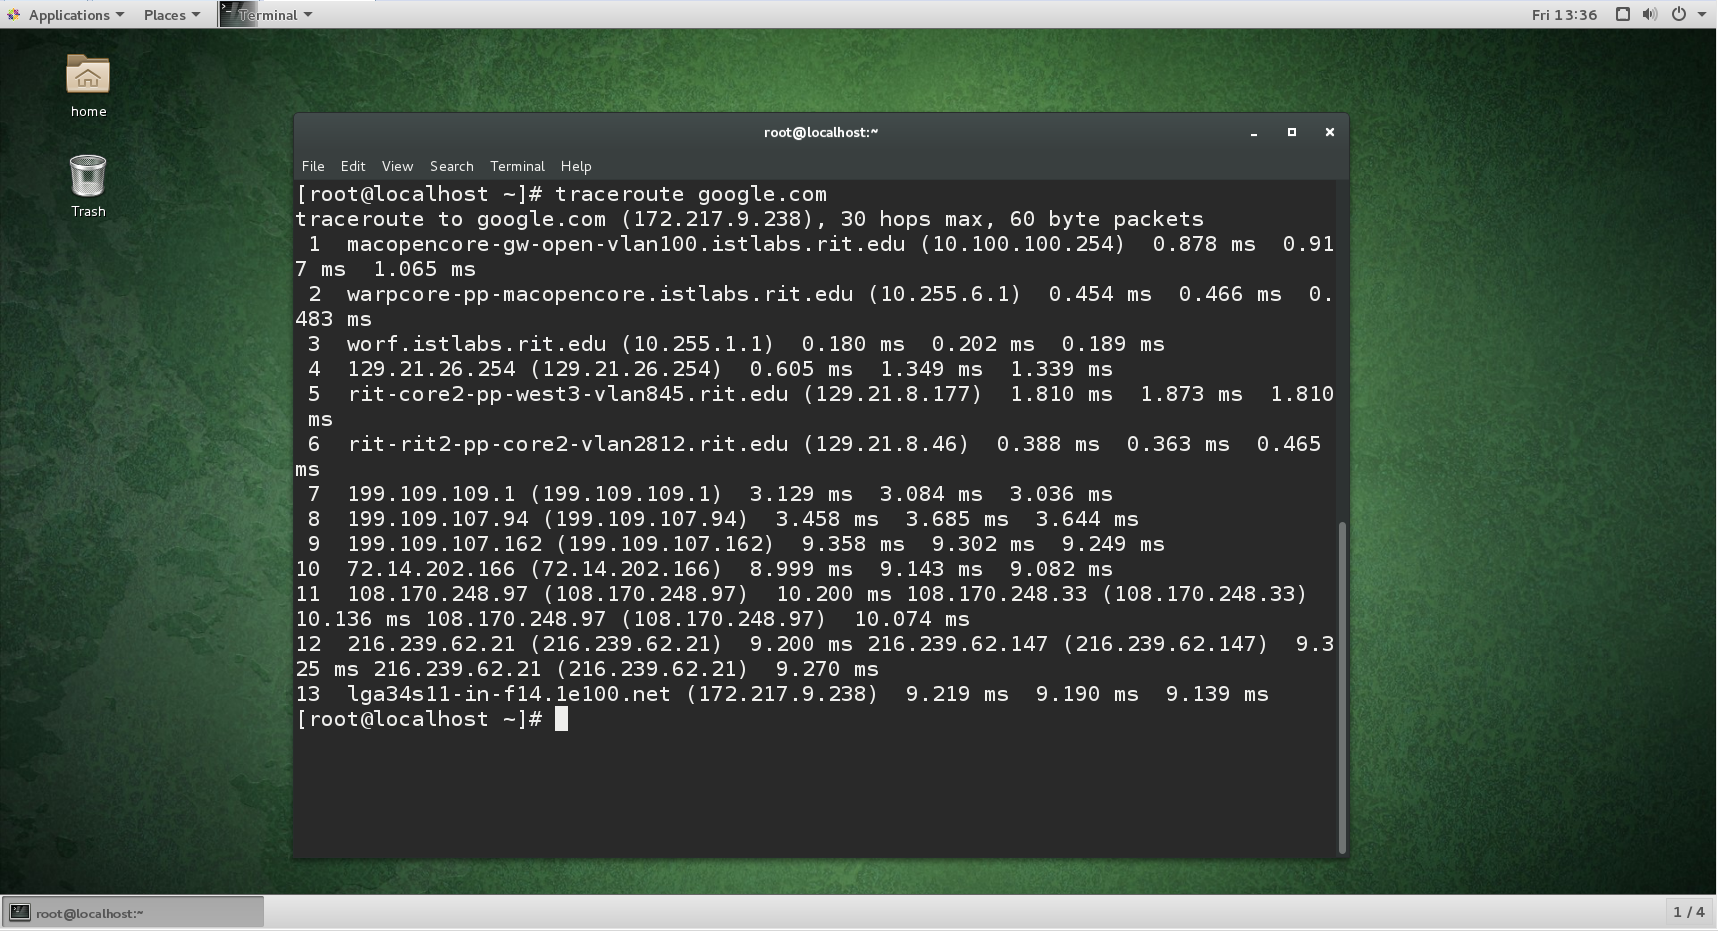 Applications Places Terminal Fri 13:36
home
Trash
root@localhost:~
File Edit View Search Terminal Help
[root@localhost ~]# traceroute google.com
traceroute to google.com (172.217.9.238), 30 hops max, 60 byte packets
 1  macopencore-gw-open-vlan100.istlabs.rit.edu (10.100.100.254)  0.878 ms  0.91
7 ms  1.065 ms
 2  warpcore-pp-macopencore.istlabs.rit.edu (10.255.6.1)  0.454 ms  0.466 ms  0.
483 ms
 3  worf.istlabs.rit.edu (10.255.1.1)  0.180 ms  0.202 ms  0.189 ms
 4  129.21.26.254 (129.21.26.254)  0.605 ms  1.349 ms  1.339 ms
 5  rit-core2-pp-west3-vlan845.rit.edu (129.21.8.177)  1.810 ms  1.873 ms  1.810
 ms
 6  rit-rit2-pp-core2-vlan2812.rit.edu (129.21.8.46)  0.388 ms  0.363 ms  0.465
ms
 7  199.109.109.1 (199.109.109.1)  3.129 ms  3.084 ms  3.036 ms
 8  199.109.107.94 (199.109.107.94)  3.458 ms  3.685 ms  3.644 ms
 9  199.109.107.162 (199.109.107.162)  9.358 ms  9.302 ms  9.249 ms
10  72.14.202.166 (72.14.202.166)  8.999 ms  9.143 ms  9.082 ms
11  108.170.248.97 (108.170.248.97)  10.200 ms 108.170.248.33 (108.170.248.33)
10.136 ms 108.170.248.97 (108.170.248.97)  10.074 ms
12  216.239.62.21 (216.239.62.21)  9.200 ms 216.239.62.147 (216.239.62.147)  9.3
25 ms 216.239.62.21 (216.239.62.21)  9.270 ms
13  lga34s11-in-f14.1e100.net (172.217.9.238)  9.219 ms  9.190 ms  9.139 ms
[root@localhost ~]#
root@localhost:~ 1 / 4